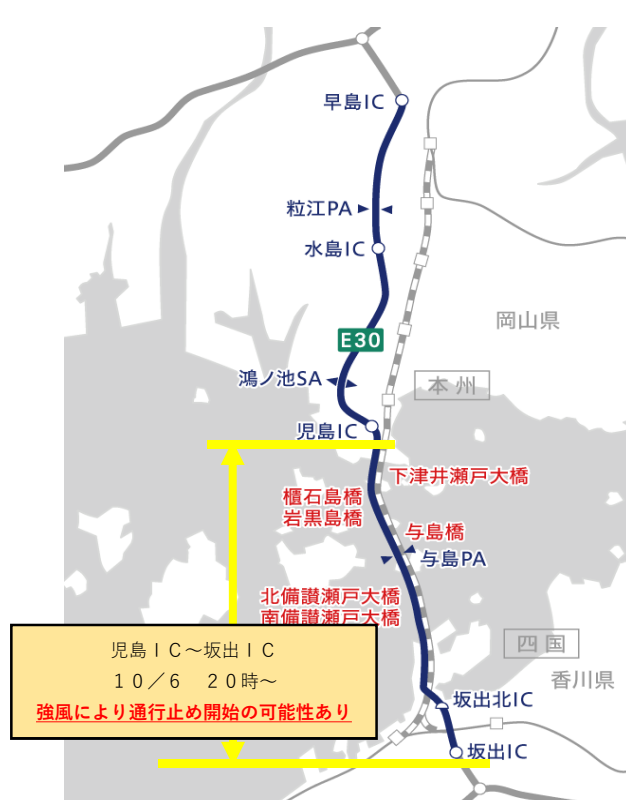 早島IC
粒江PA
水島IC
岡山県
E30
鴻ノ池SA
本州
児島IC
下津井瀬戸大橋
櫃石島橋
岩黒島橋
与島橋
与島PA
北備讃瀬戸大橋
南備讃瀬戸大橋
児島ＩＣ～坂出ＩＣ
１０／６　２０時～
強風により通行止め開始の可能性あり
四国
香川県
坂出北IC
坂出IC